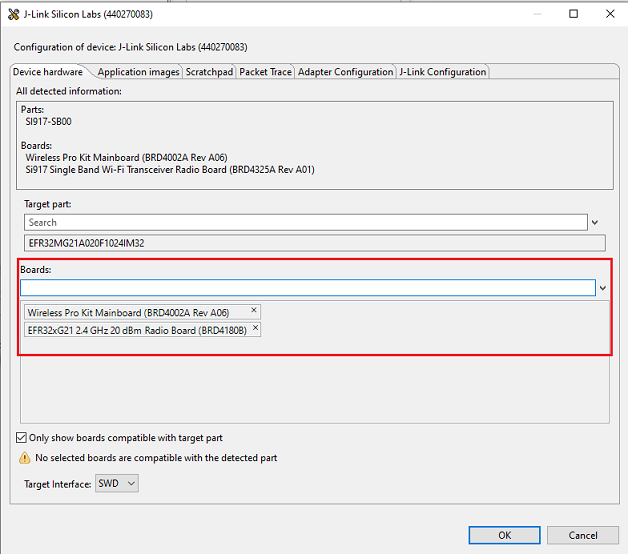 J-Link Silicon Labs (440270083)
Configuration of device: J-Link Silicon Labs (440270083)
Device hardware Application images Scratchpad Packet Trace Adapter Configuration J-Link Configuration
All detected information:
Parts:
SI917-SB00
Boards:
Wireless Pro Kit Mainboard (BRD4002A Rev A06)
Si917 Single Band Wi-Fi Transceiver Radio Board (BRD4325A Rev A01)
Target part:
Search
EFR32MG21A020F1024IM32
Boards:
Wireless Pro Kit Mainboard (BRD4002A Rev A06)
EFR32xG21 2.4 GHz 20 dBm Radio Board (BRD4180B)
Only show boards compatible with target part
No selected boards are compatible with the detected part
Target Interface: SWD
OK Cancel